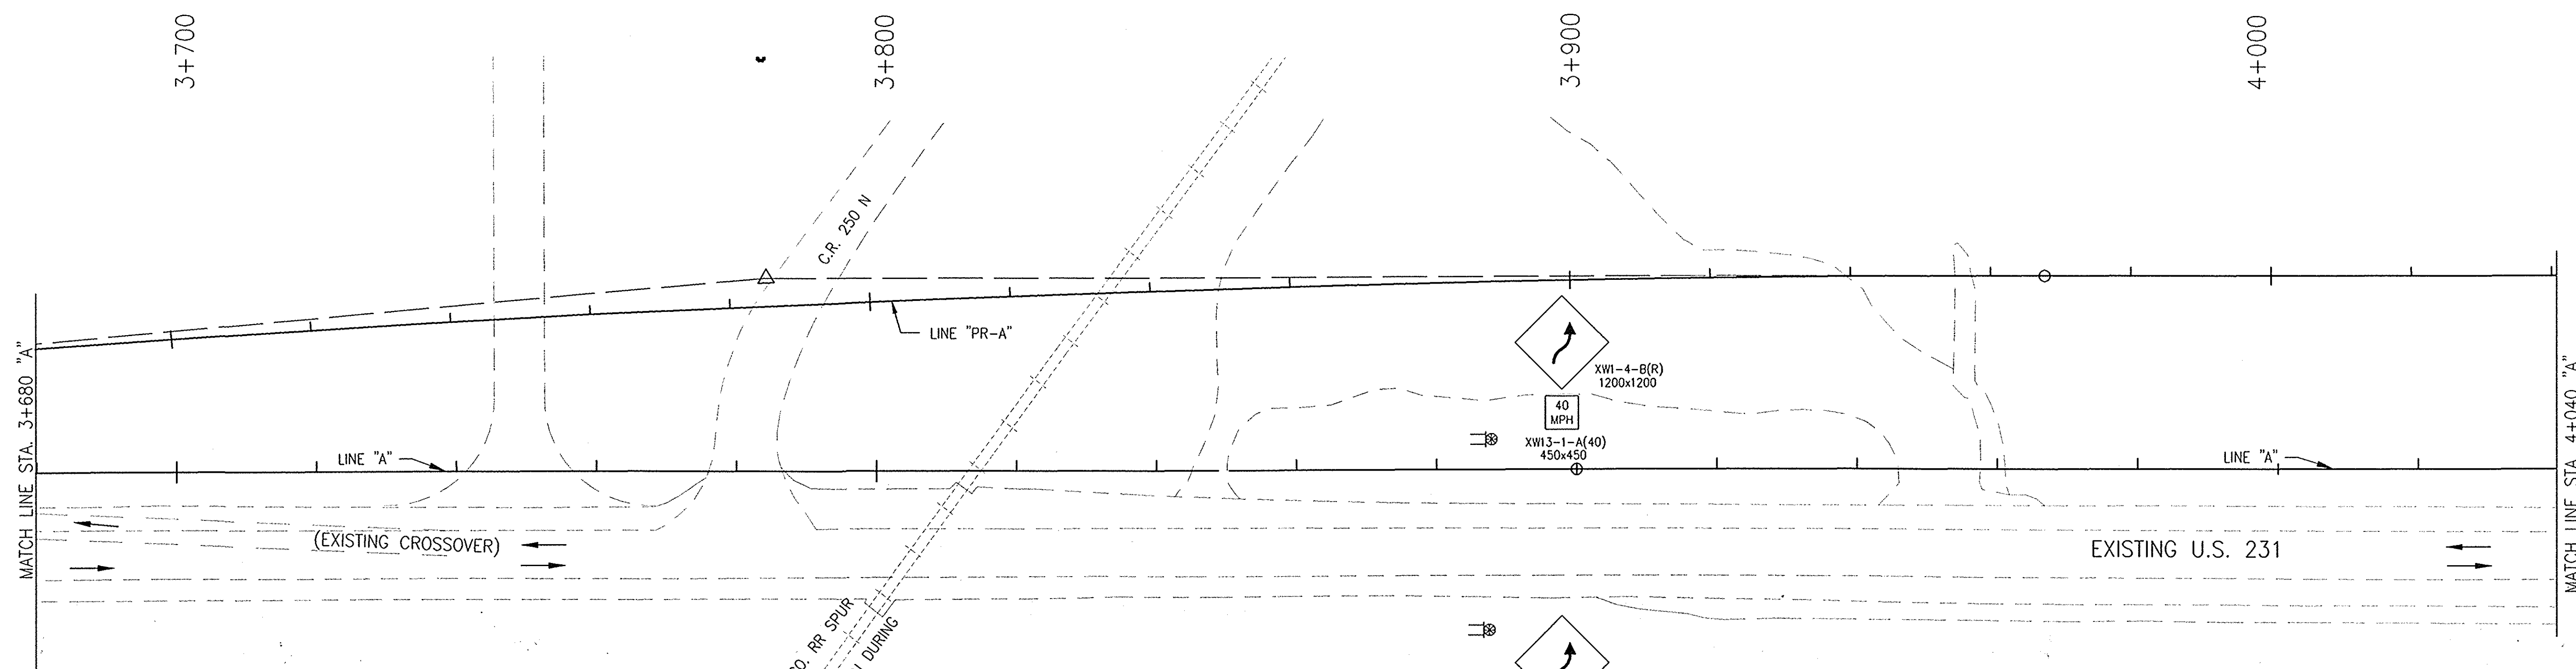 3+700
3+800
3+900
4+000
C.R. 250 N
LINE "PR-A"
XW1-4-B(R)
1200x1200
40
MPH
XW13-1-A(40)
450x450
LINE "A"
LINE "A"
MATCH LINE STA. 3+680 "A"
MATCH LINE STA. 4+040 "A"
(EXISTING CROSSOVER)
EXISTING U.S. 231
CO. RR SPUR
DURING